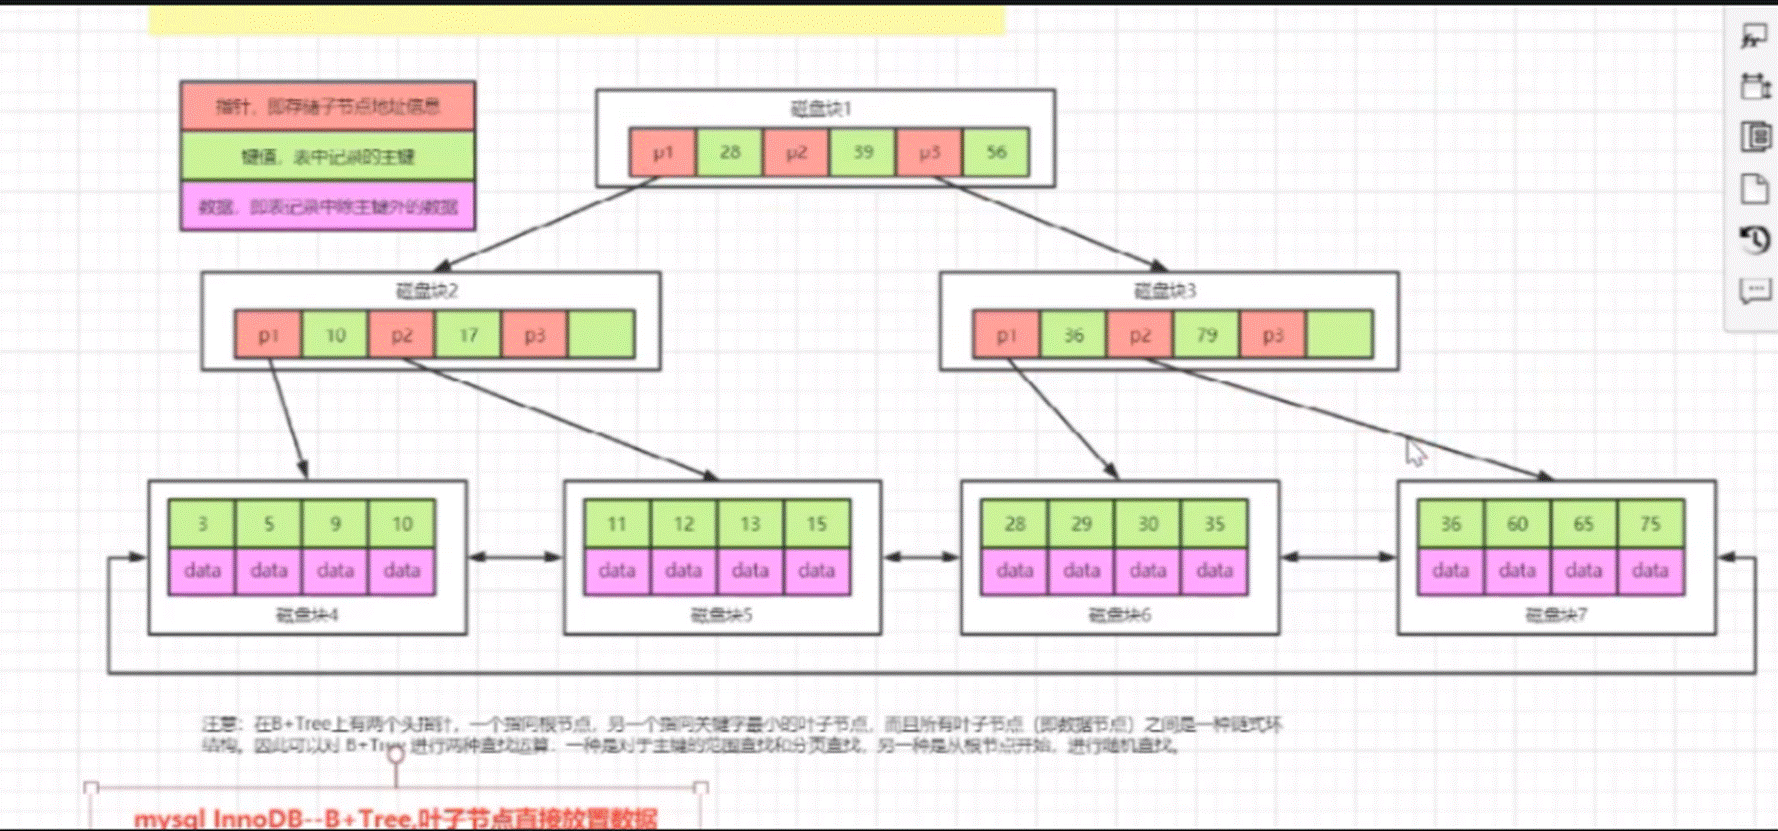 指针，即存储子节点地址信息
键值，表中记录的主键
数据，即表记录中除主键外的数据
磁盘块1
p1 28 p2 39 p3 56
磁盘块2
p1 10 p2 17 p3
磁盘块3
p1 36 p2 79 p3
3 5 9 10
data data data data
磁盘块4
11 12 13 15
data data data data
磁盘块5
28 29 30 35
data data data data
磁盘块6
36 60 65 75
data data data data
磁盘块7
注意：在B+Tree上有两个头指针，一个指向根节点，另一个指向关键字最小的叶子节点，而且所有叶子节点（即数据节点）之间是一种链式环
结构。因此可以对 B+Tree 进行两种查找运算：一种是对于主键的范围查找和分页查找，另一种是从根节点开始，进行随机查找。
mysql InnoDB--B+Tree,叶子节点直接放置数据